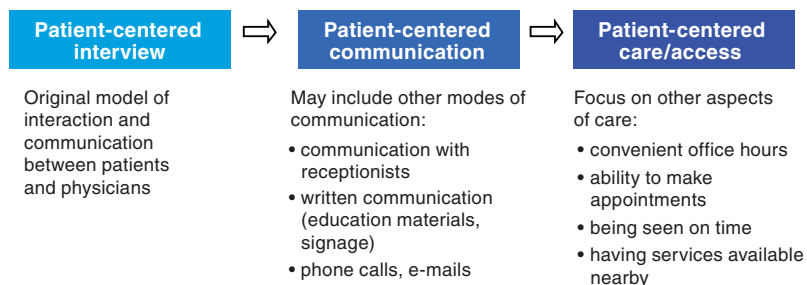 Patient-centered
interview
Original model of
interaction and
communication
between patients
and physicians
Patient-centered
communication
May include other modes of
communication:
• communication with
receptionists
• written communication
(education materials,
signage)
• phone calls, e-mails
Patient-centered
care/access
Focus on other aspects
of care:
• convenient office hours
• ability to make
appointments
• being seen on time
• having services available
nearby